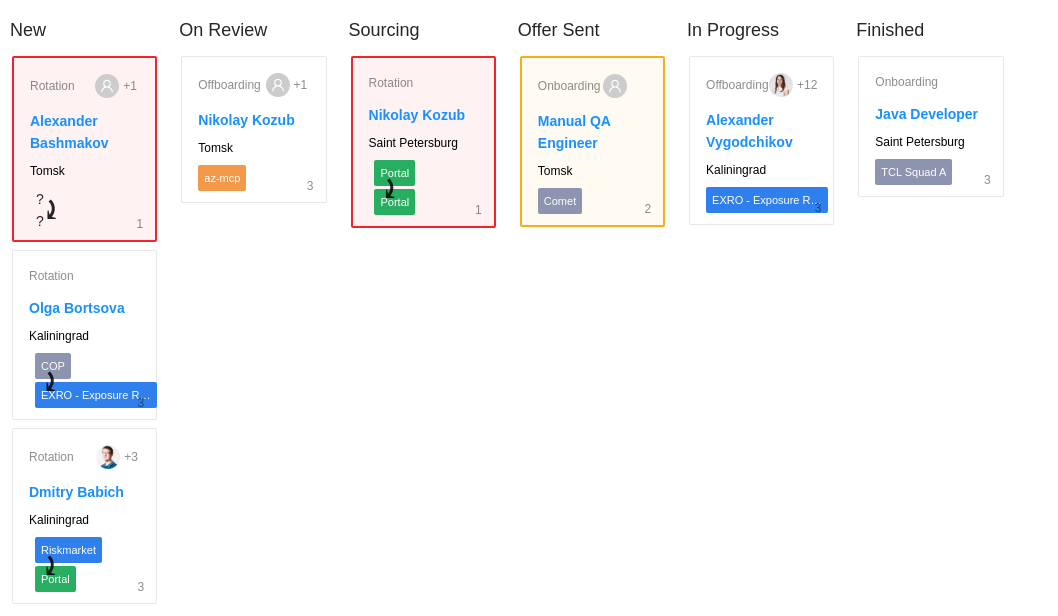 New
Rotation +1
Alexander
Bashmakov
Tomsk
?
?
1
Rotation
Olga Bortsova
Kaliningrad
COP
EXRO - Exposure R...
3
Rotation +3
Dmitry Babich
Kaliningrad
Riskmarket
Portal
3
On Review
Offboarding +1
Nikolay Kozub
Tomsk
az-mcp
3
Sourcing
Rotation
Nikolay Kozub
Saint Petersburg
Portal
Portal
1
Offer Sent
Onboarding
Manual QA
Engineer
Tomsk
Comet
2
In Progress
Offboarding +12
Alexander
Vygodchikov
Kaliningrad
EXRO - Exposure R...
3
Finished
Onboarding
Java Developer
Saint Petersburg
TCL Squad A
3